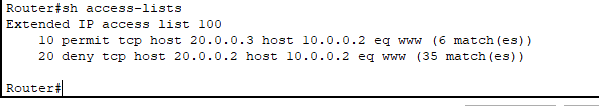 Router#sh access-lists
Extended IP access list 100
    10 permit tcp host 20.0.0.3 host 10.0.0.2 eq www (6 match(es))
    20 deny tcp host 20.0.0.2 host 10.0.0.2 eq www (35 match(es))
Router#